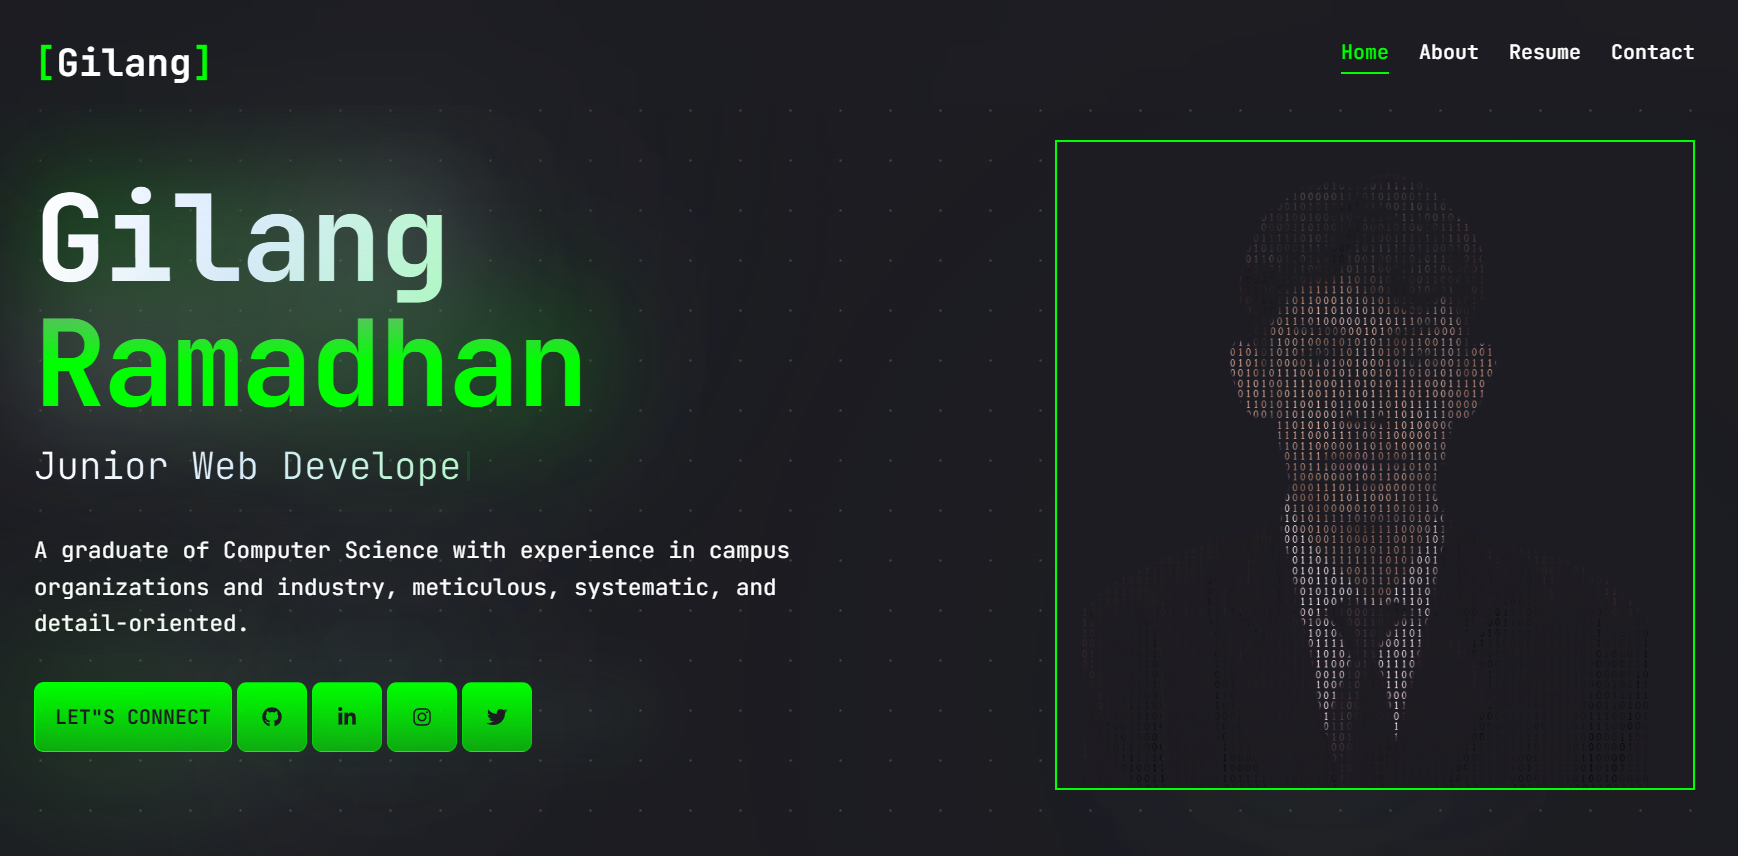 [Gilang]
Home About Resume Contact
Gilang
Ramadhan
Junior Web Develope
A graduate of Computer Science with experience in campus
organizations and industry, meticulous, systematic, and
detail-oriented.
LET"S CONNECT
in